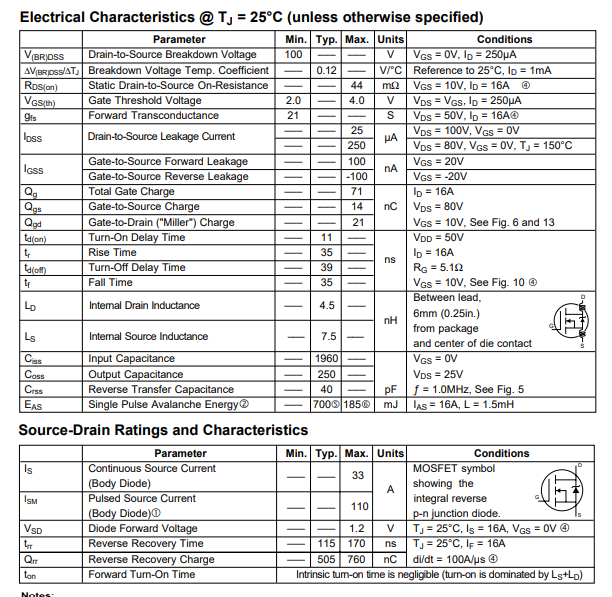 Electrical Characteristics @ TJ = 25°C (unless otherwise specified)
Parameter Min. Typ. Max. Units Conditions
V(BR)DSS Drain-to-Source Breakdown Voltage 100 ––– ––– V VGS = 0V, ID = 250µA
ΔV(BR)DSS/ΔTJ Breakdown Voltage Temp. Coefficient ––– 0.12 ––– V/°C Reference to 25°C, ID = 1mA
RDS(on) Static Drain-to-Source On-Resistance ––– ––– 44 mΩ VGS = 10V, ID = 16A ④
VGS(th) Gate Threshold Voltage 2.0 ––– 4.0 V VDS = VGS, ID = 250µA
gfs Forward Transconductance 21 ––– ––– S VDS = 50V, ID = 16A④
IDSS Drain-to-Source Leakage Current ––– ––– 25 µA VDS = 100V, VGS = 0V
––– ––– 250 VDS = 80V, VGS = 0V, TJ = 150°C
IGSS Gate-to-Source Forward Leakage ––– ––– 100 nA VGS = 20V
Gate-to-Source Reverse Leakage ––– ––– -100 VGS = -20V
Qg Total Gate Charge ––– ––– 71 ID = 16A
Qgs Gate-to-Source Charge ––– ––– 14 nC VDS = 80V
Qgd Gate-to-Drain ("Miller") Charge ––– ––– 21 VGS = 10V, See Fig. 6 and 13
td(on) Turn-On Delay Time ––– 11 ––– VDD = 50V
tr Rise Time ––– 35 ––– ns ID = 16A
td(off) Turn-Off Delay Time ––– 39 ––– RG = 5.1Ω
tf Fall Time ––– 35 ––– VGS = 10V, See Fig. 10 ④
LD Internal Drain Inductance ––– 4.5 ––– nH Between lead,
6mm (0.25in.)
LS Internal Source Inductance ––– 7.5 ––– from package
and center of die contact
D
G
S
Ciss Input Capacitance ––– 1960 ––– VGS = 0V
Coss Output Capacitance ––– 250 ––– VDS = 25V
Crss Reverse Transfer Capacitance ––– 40 ––– pF ƒ = 1.0MHz, See Fig. 5
EAS Single Pulse Avalanche Energy② ––– 700⑤ 185⑥ mJ IAS = 16A, L = 1.5mH
Source-Drain Ratings and Characteristics
Parameter Min. Typ. Max. Units Conditions
IS Continuous Source Current (Body Diode) ––– ––– 33 A MOSFET symbol
showing the
ISM Pulsed Source Current (Body Diode)① ––– ––– 110 integral reverse
p-n junction diode.
D
G
S
VSD Diode Forward Voltage ––– ––– 1.2 V TJ = 25°C, IS = 16A, VGS = 0V ④
trr Reverse Recovery Time ––– 115 170 ns TJ = 25°C, IF = 16A
Qrr Reverse Recovery Charge ––– 505 760 nC di/dt = 100A/µs ④
ton Forward Turn-On Time Intrinsic turn-on time is negligible (turn-on is dominated by LS+LD)
Notes: